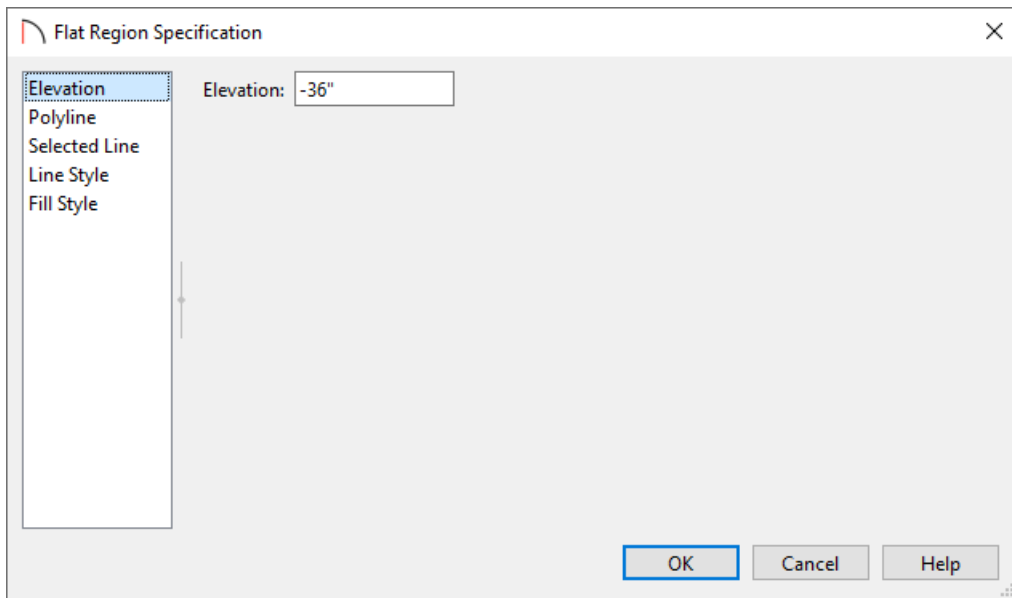 Flat Region Specification
Elevation
Polyline
Selected Line
Line Style
Fill Style
Elevation: -36"
OK Cancel Help